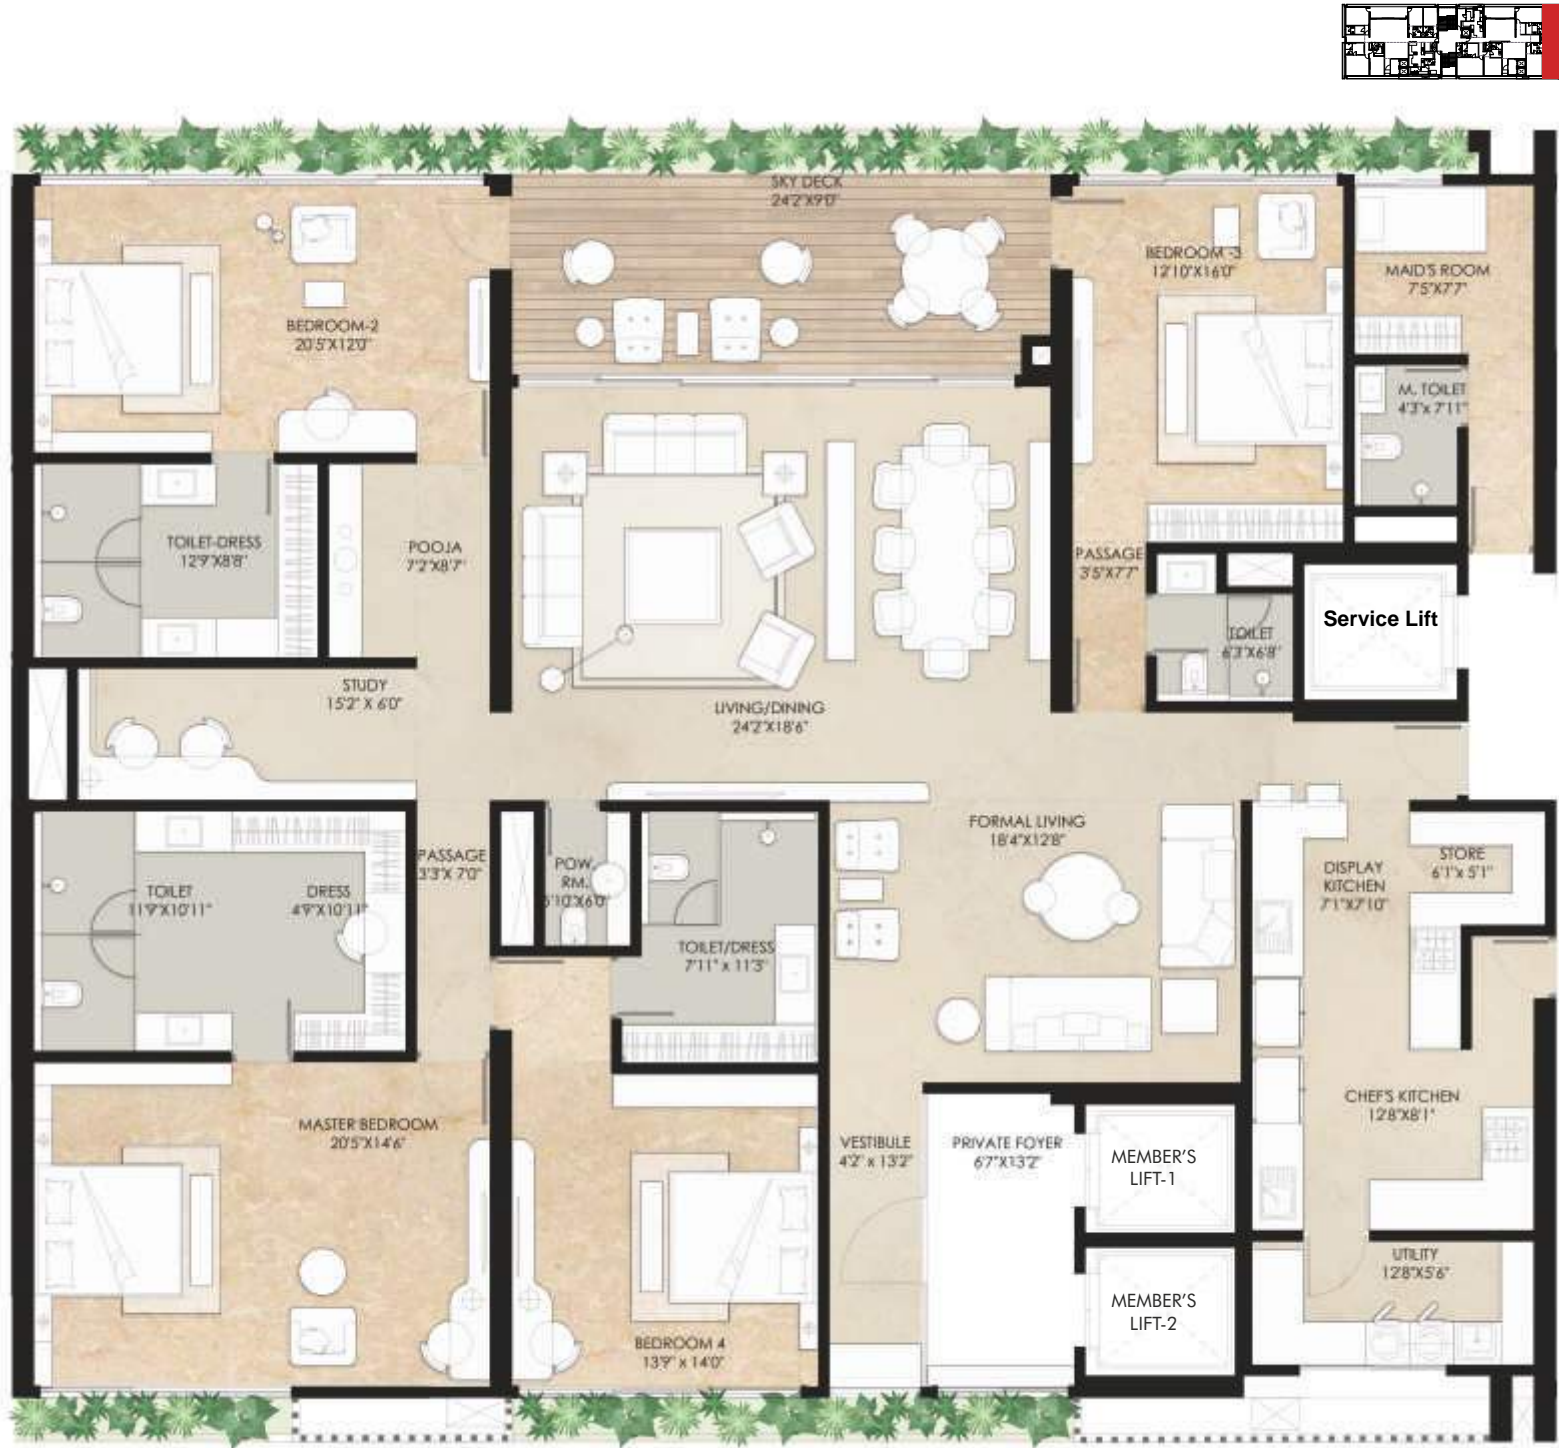 SKY DECK
24'2"X9'0"
BEDROOM-2
20'5"X12'0"
BEDROOM -3
12'10"X16'0"
MAID'S ROOM
7'5"X7'7"
M. TOILET
4'3"x 7'11"
TOILET-DRESS
12'9"X8'8"
POOJA
7'2"X8'7"
PASSAGE
3'5"X7'7"
TOILET
6'3"X6'8"
Service Lift
STUDY
15'2" X 6'0"
LIVING/DINING
24'2"X18'6"
FORMAL LIVING
18'4"X12'8"
PASSAGE
3'3"X 7'0"
POW.
RM.
5'10"X6'0"
TOILET
11'9"X10'11"
DRESS
4'9"X10'11"
TOILET/DRESS
7'11" x 11'3"
DISPLAY
KITCHEN
7'1"X7'10"
STORE
6'1"x 5'1"
CHEF'S KITCHEN
12'8"X8'1"
MASTER BEDROOM
20'5"X14'6"
VESTIBULE
4'2" x 13'2"
PRIVATE FOYER
6'7"X13'2"
MEMBER'S
LIFT-1
MEMBER'S
LIFT-2
UTILITY
12'8"X5'6"
BEDROOM 4
13'9" x 14'0"